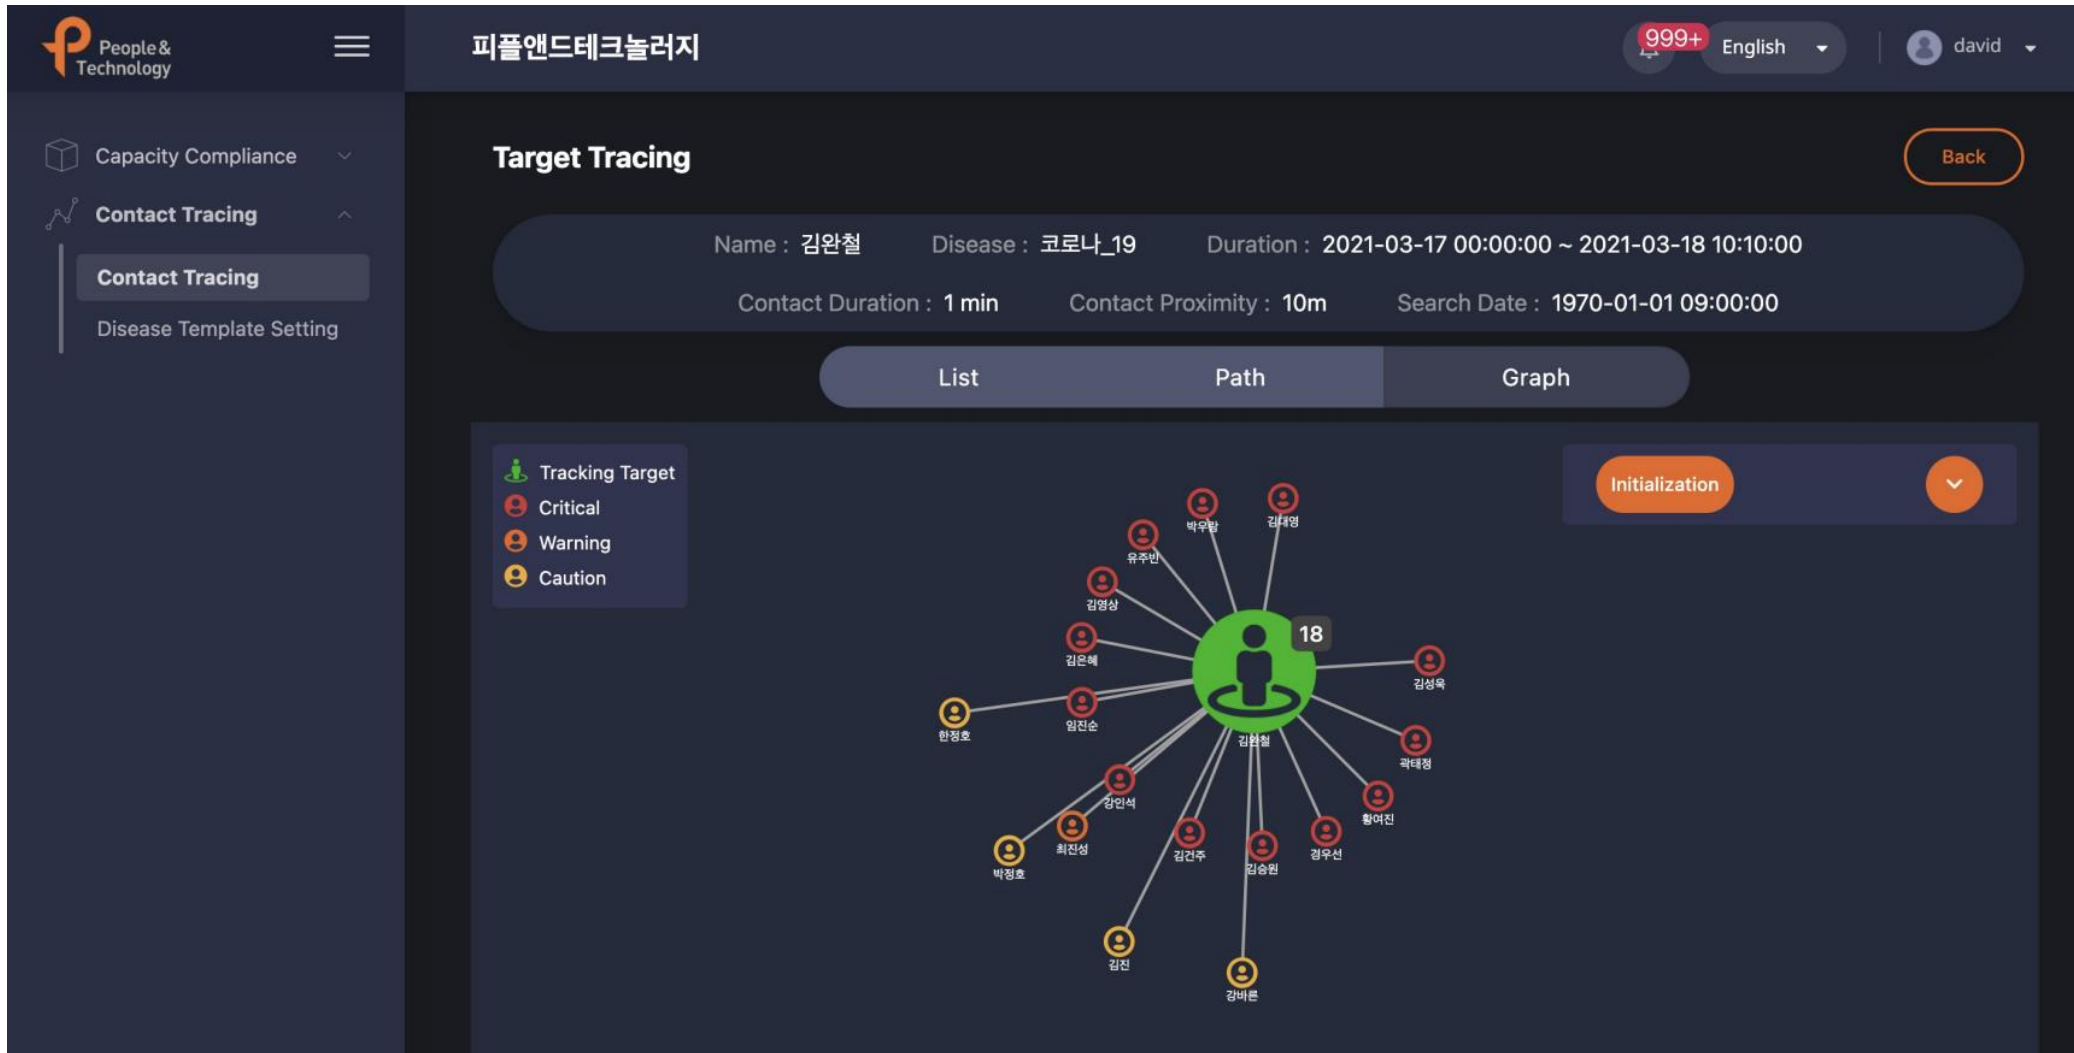 People &
Technology
피플앤드테크놀러지
999+
English
david
Capacity Compliance
Contact Tracing
Contact Tracing
Disease Template Setting
Target Tracing
Back
Name : 김완철 Disease : 코로나_19 Duration : 2021-03-17 00:00:00 ~ 2021-03-18 10:10:00
Contact Duration : 1 min Contact Proximity : 10m Search Date : 1970-01-01 09:00:00
List Path Graph
Tracking Target
Critical
Warning
Caution
Initialization
박우람
김대영
유주빈
김영상
18
김은혜
김성욱
임진순
한정호
김완철
곽태정
강인석
황여진
최진성
김건주
김승원
경우선
박정호
김진
강바른